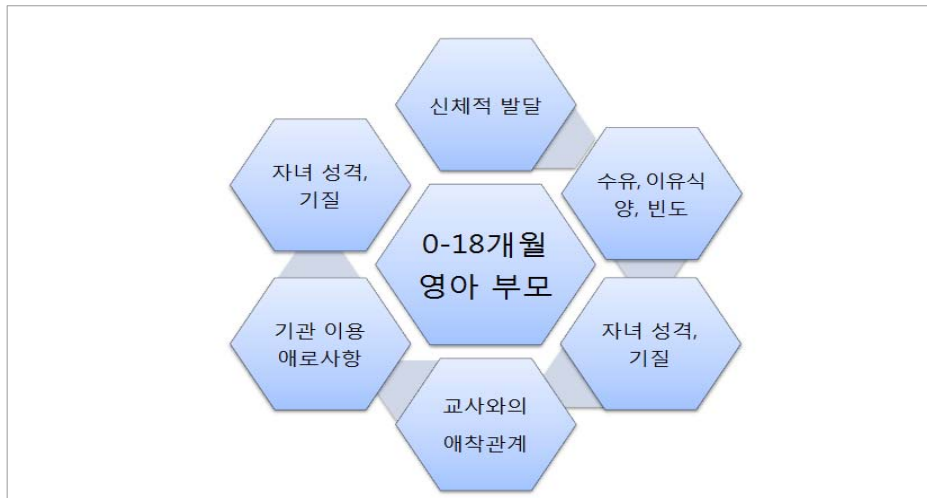 신체적 발달
자녀 성격,
기질
수유, 이유식
양, 빈도
0-18개월
영아 부모
기관 이용
애로사항
자녀 성격,
기질
교사와의
애착관계